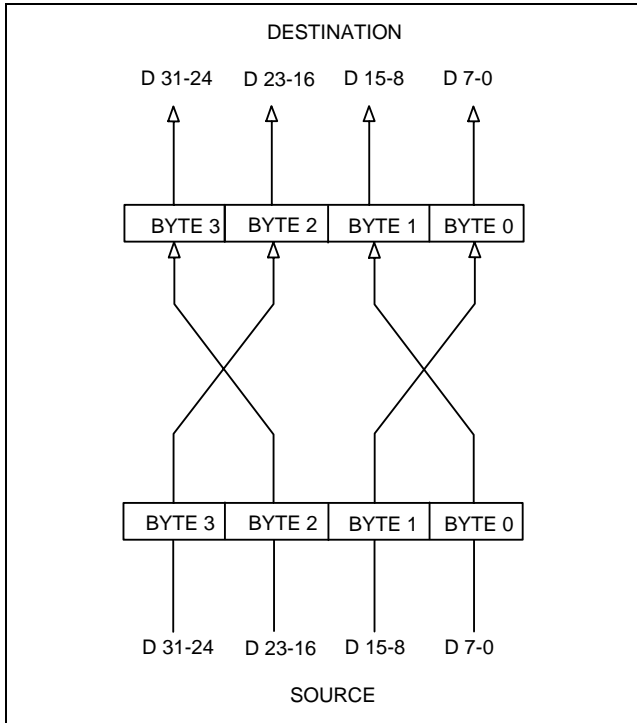 DESTINATION
D 31-24 D 23-16 D 15-8 D 7-0
BYTE 3 BYTE 2 BYTE 1 BYTE 0
BYTE 3 BYTE 2 BYTE 1 BYTE 0
D 31-24 D 23-16 D 15-8 D 7-0
SOURCE